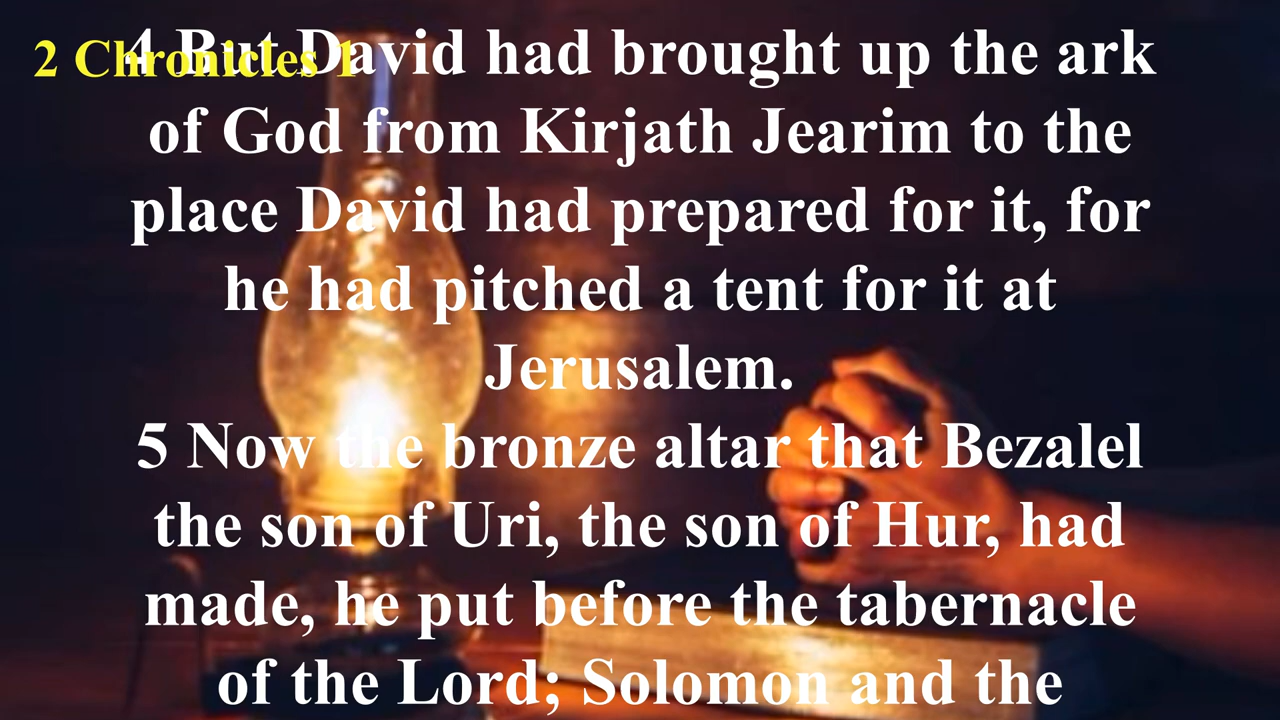 2 Chronicles 1
4 But David had brought up the ark
of God from Kirjath Jearim to the
place David had prepared for it, for
he had pitched a tent for it at
Jerusalem.
5 Now the bronze altar that Bezalel
the son of Uri, the son of Hur, had
made, he put before the tabernacle
of the Lord; Solomon and the